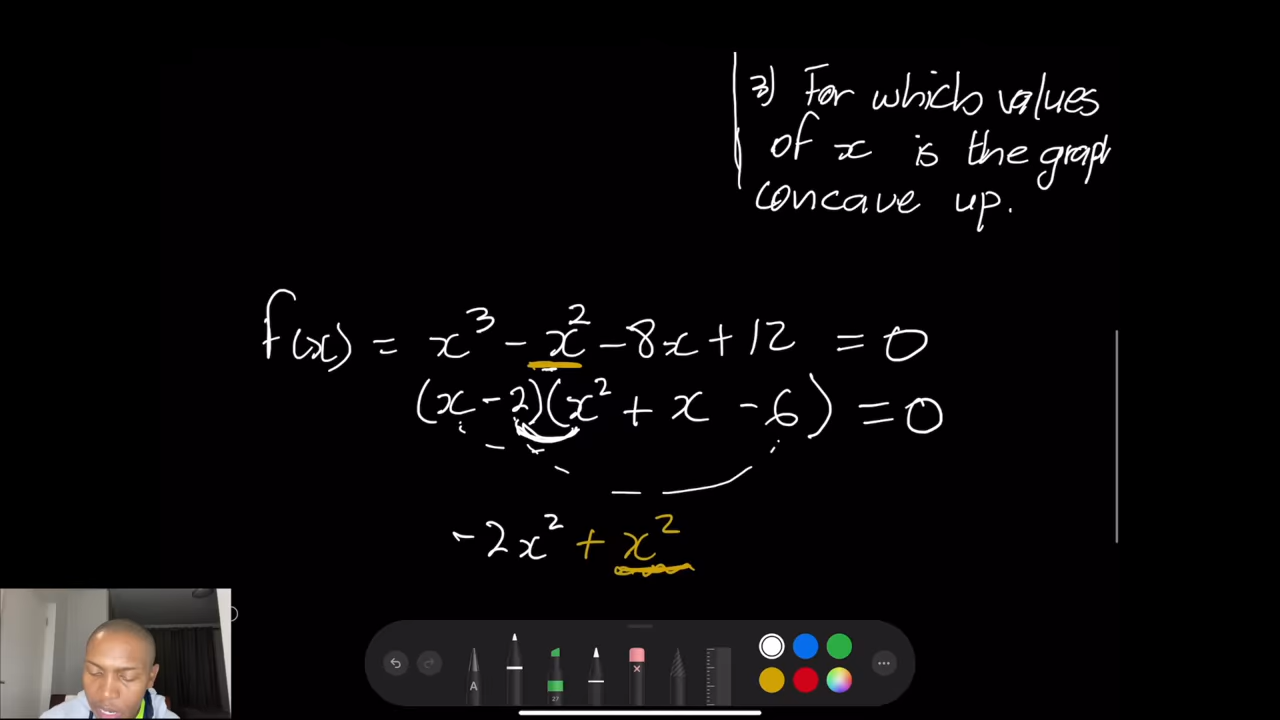 3) For which values
of x is the graph
concave up.
f(x) = x³ - x² - 8x + 12 = 0
(x - 2)(x² + x - 6) = 0
-2x² + x²
A
27